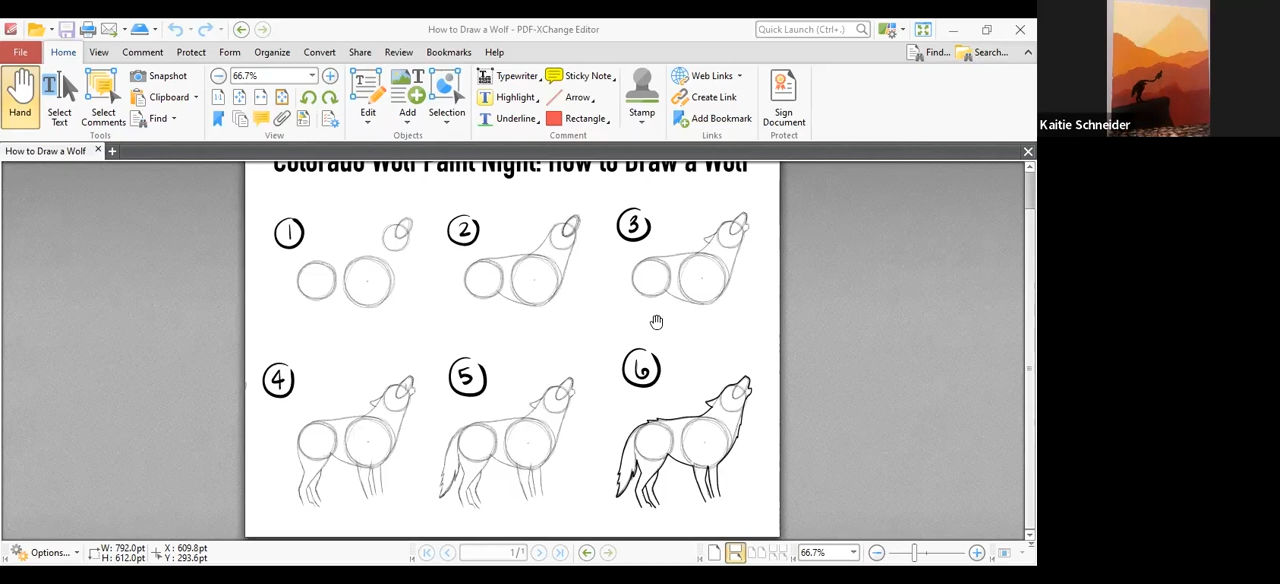 How to Draw a Wolf - PDF-XChange Editor
Quick Launch (Ctrl+.)
File Home View Comment Protect Form Organize Convert Share Review Bookmarks Help
Find... Search...
Hand
Select Text
Select Comments
Snapshot
Clipboard
Find
Tools
66.7%
View
Edit
Add
Selection
Objects
Typewriter
Highlight
Underline
Sticky Note
Arrow
Rectangle
Comment
Stamp
Web Links
Create Link
Add Bookmark
Links
Sign Document
Protect
Kaitie Schneider
How to Draw a Wolf
Colorado Wolf Paint Night: How to Draw a Wolf
1 2 3
4 5 6
Options...
W: 792.0pt
H: 612.0pt
X : 609.8pt
Y : 293.6pt
1/1
66.7%